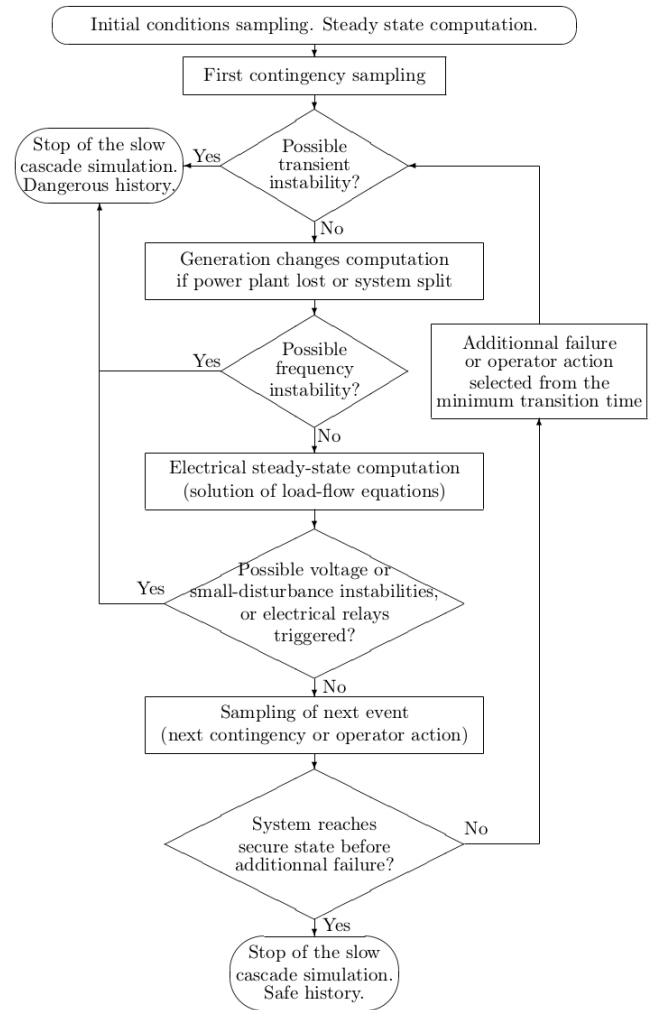 Initial conditions sampling. Steady state computation.
First contingency sampling
Possible
transient
instability?
Yes
Stop of the slow
cascade simulation.
Dangerous history.
No
Generation changes computation
if power plant lost or system split
Possible
frequency
instability?
Yes
Additionnal failure
or operator action
selected from the
minimum transition time
No
Electrical steady-state computation
(solution of load-flow equations)
Possible voltage or
small-disturbance instabilities,
or electrical relays
triggered?
Yes
No
Sampling of next event
(next contingency or operator action)
System reaches
secure state before
additionnal failure?
No
Yes
Stop of the slow
cascade simulation.
Safe history.